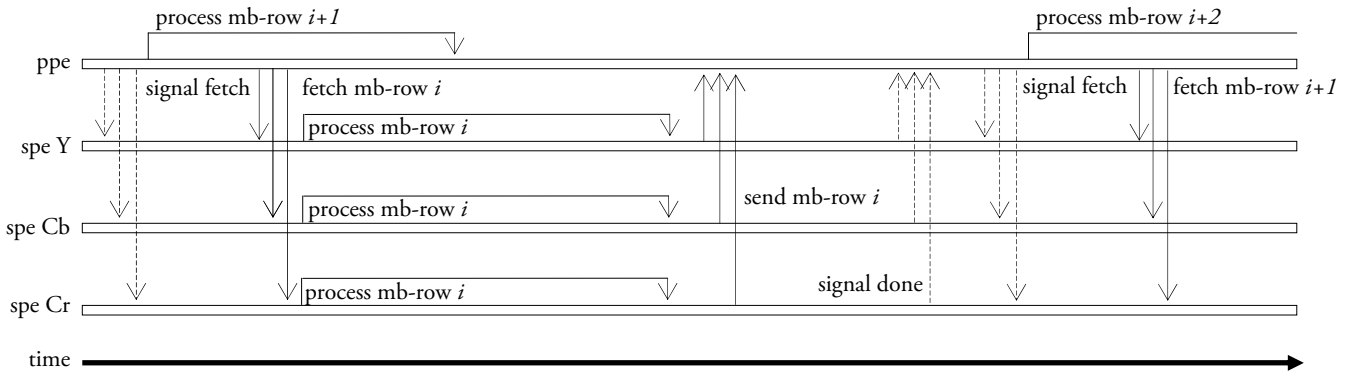 process mb-row i+1
process mb-row i+2
ppe
signal fetch
fetch mb-row i
signal fetch
fetch mb-row i+1
process mb-row i
spe Y
send mb-row i
process mb-row i
spe Cb
signal done
process mb-row i
spe Cr
time